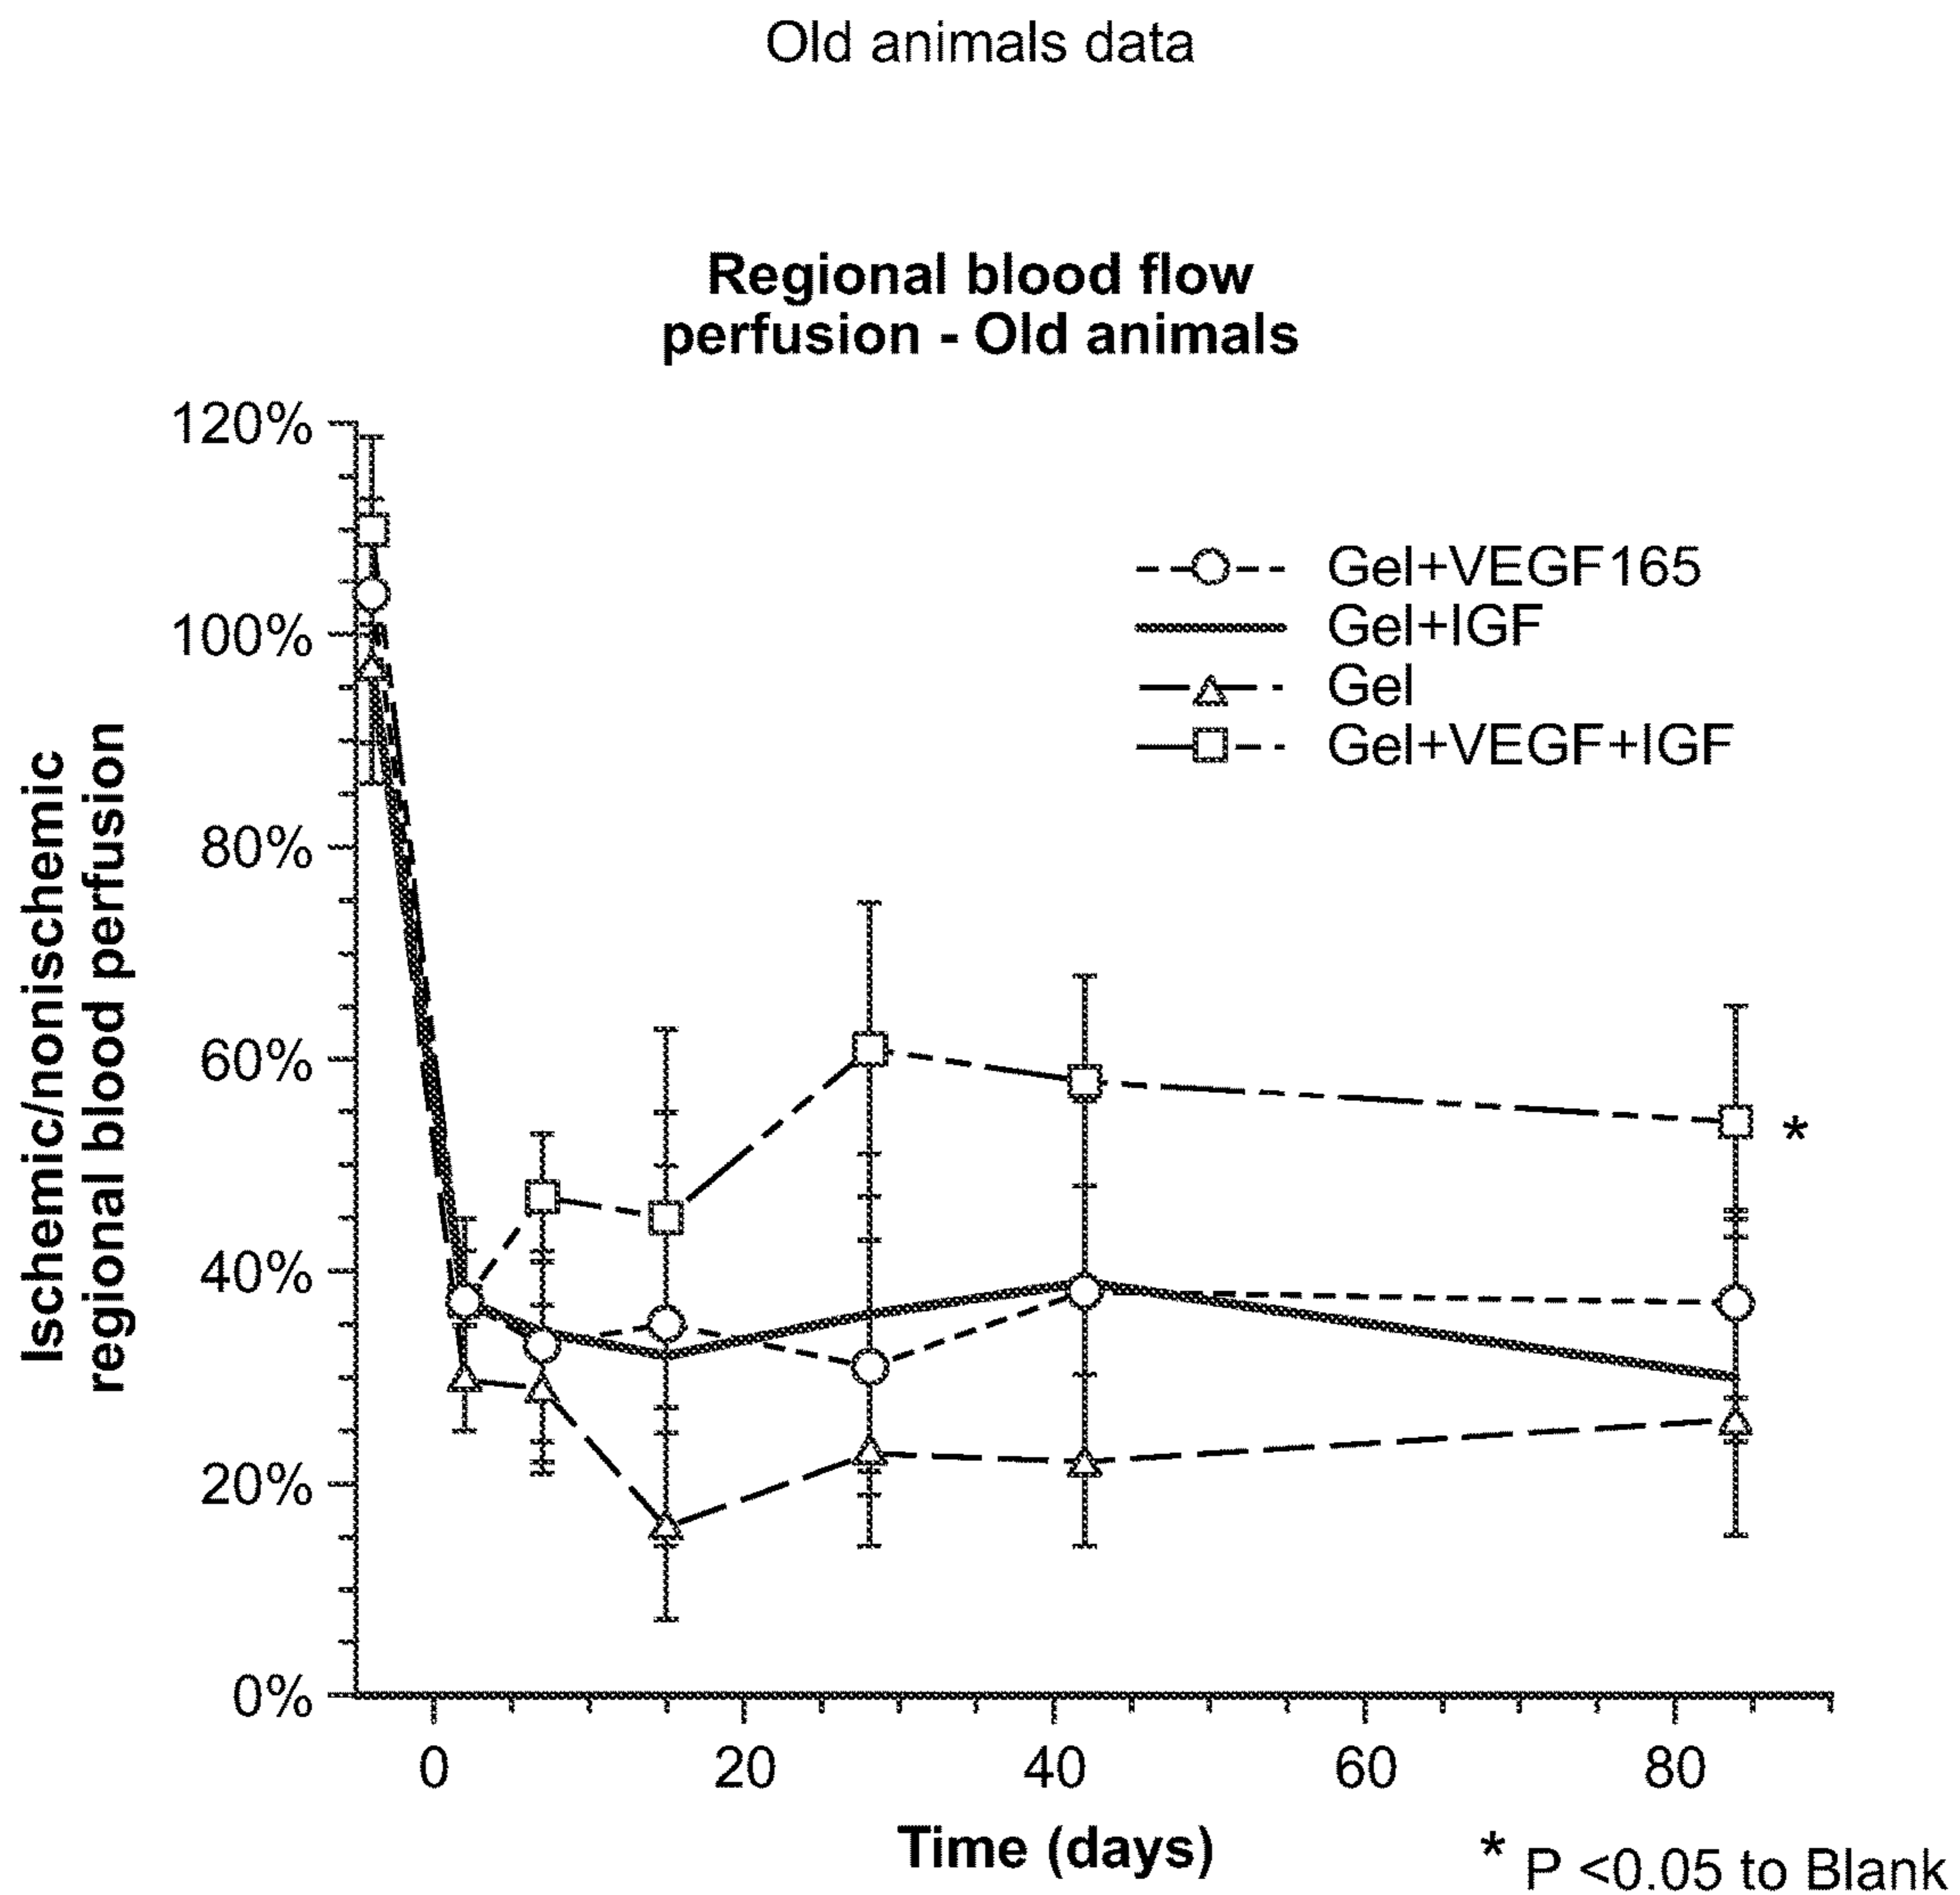 Old animals data
Regional blood flow
perfusion - Old animals
120%
100%
80%
60%
40%
20%
0%
Ischemic/nonischemic
regional blood perfusion
Gel+VEGF165
Gel+IGF
Gel
Gel+VEGF+IGF
*
0 20 40 60 80
Time (days)
* P <0.05 to Blank